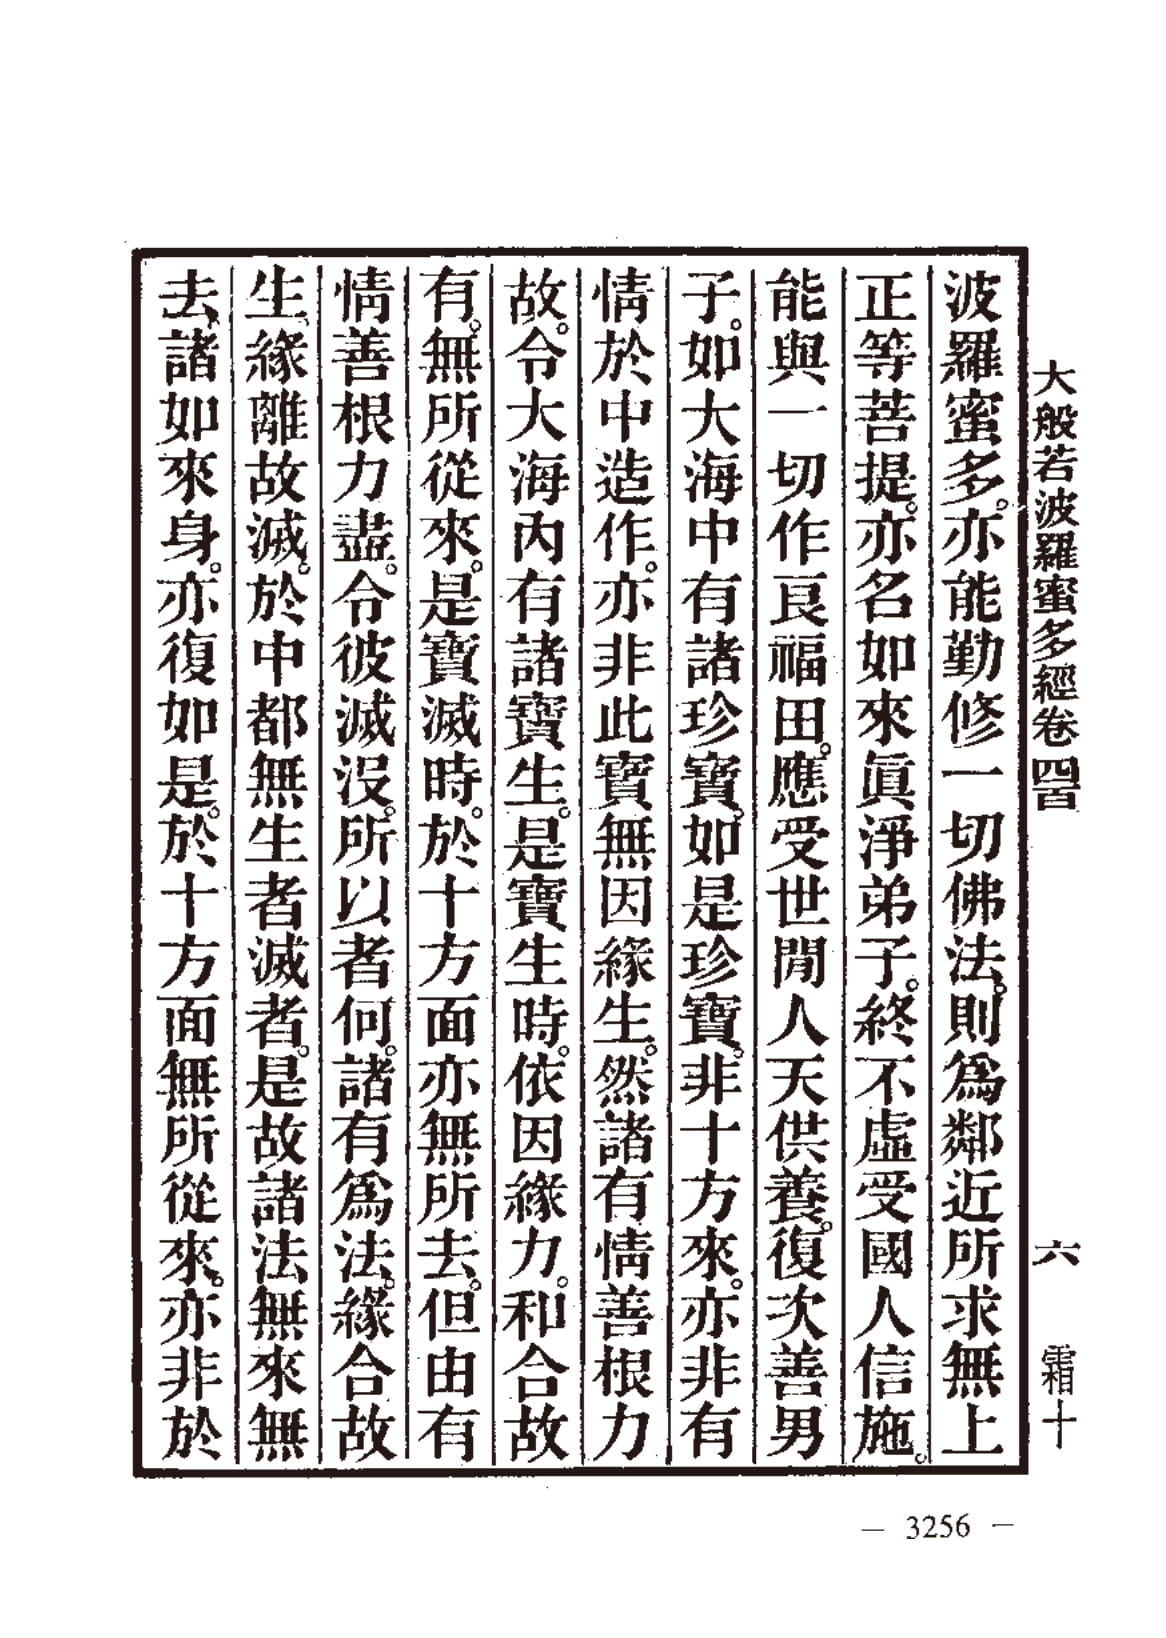 大般若波羅蜜多經卷四百 六 霜十
波羅蜜多。亦能勤修一切佛法。則爲鄰近所求無上
正等菩提。亦名如來眞淨弟子。終不虛受國人信施。
能與一切作良福田。應受世閒人天供養。復次善男
子。如大海中有諸珍寶。如是珍寶。非十方來。亦非有
情於中造作。亦非此寶無因緣生。然諸有情善根力
故。令大海內有諸寶生。是寶生時。依因緣力。和合故
有。無所從來。是寶滅時。於十方面亦無所去。但由有
情善根力盡。令彼滅沒。所以者何。諸有爲法。緣合故
生、緣離故滅。於中都無生者滅者。是故諸法無來無
去、諸如來身。亦復如是。於十方面無所從來。亦非於
— 3256 —